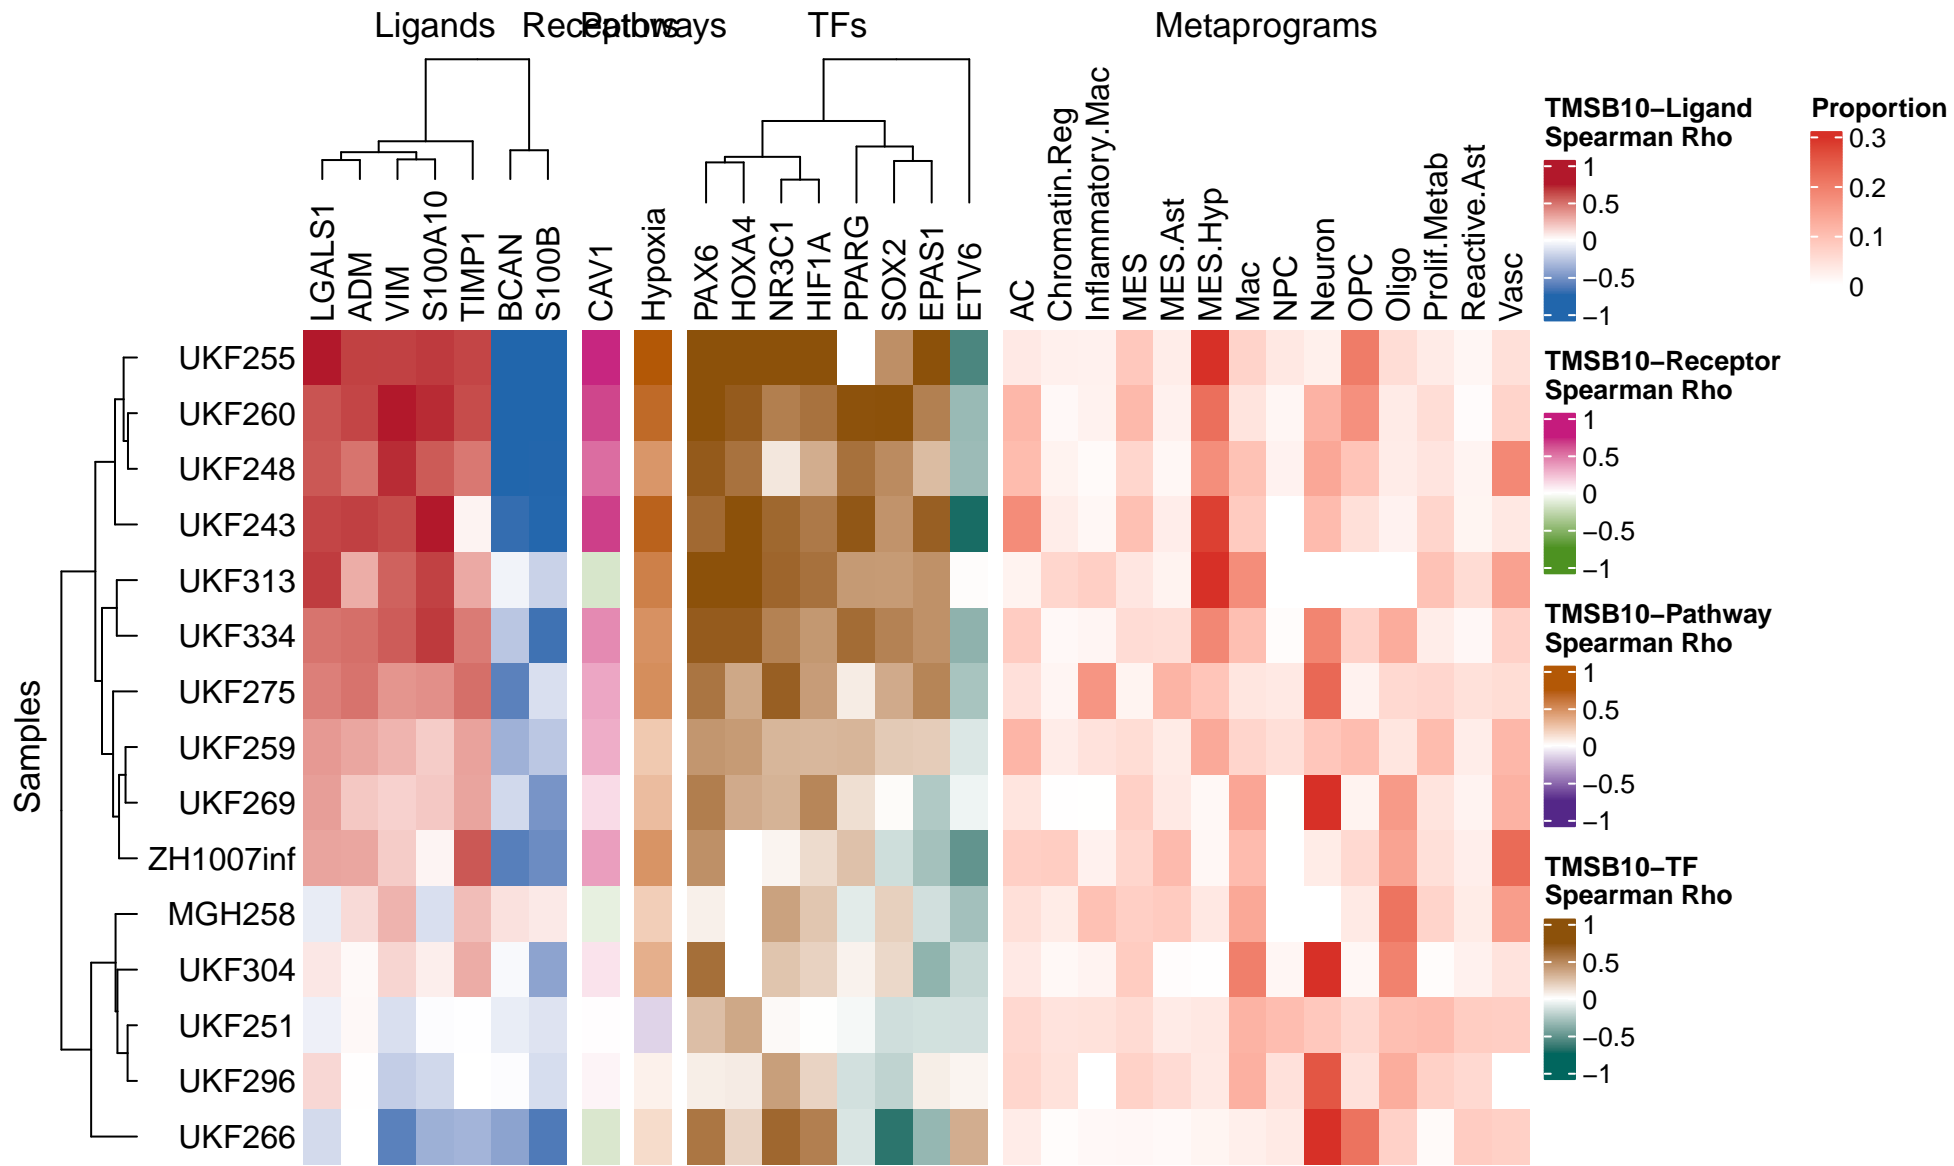 Ligands
Receptors
Pathways
TFs
Metaprograms
LGALS1
ADM
VIM
S100A10
TIMP1
BCAN
S100B
CAV1
Hypoxia
PAX6
HOXA4
NR3C1
HIF1A
PPARG
SOX2
EPAS1
ETV6
AC
Chromatin.Reg
Inflammatory.Mac
MES
MES.Ast
MES.Hyp
Mac
NPC
Neuron
OPC
Oligo
Prolif.Metab
Reactive.Ast
Vasc
Samples
UKF255
UKF260
UKF248
UKF243
UKF313
UKF334
UKF275
UKF259
UKF269
ZH1007inf
MGH258
UKF304
UKF251
UKF296
UKF266
TMSB10−Ligand
Spearman Rho
1
0.5
0
−0.5
−1
TMSB10−Receptor
Spearman Rho
1
0.5
0
−0.5
−1
TMSB10−Pathway
Spearman Rho
1
0.5
0
−0.5
−1
TMSB10−TF
Spearman Rho
1
0.5
0
−0.5
−1
Proportion
0.3
0.2
0.1
0